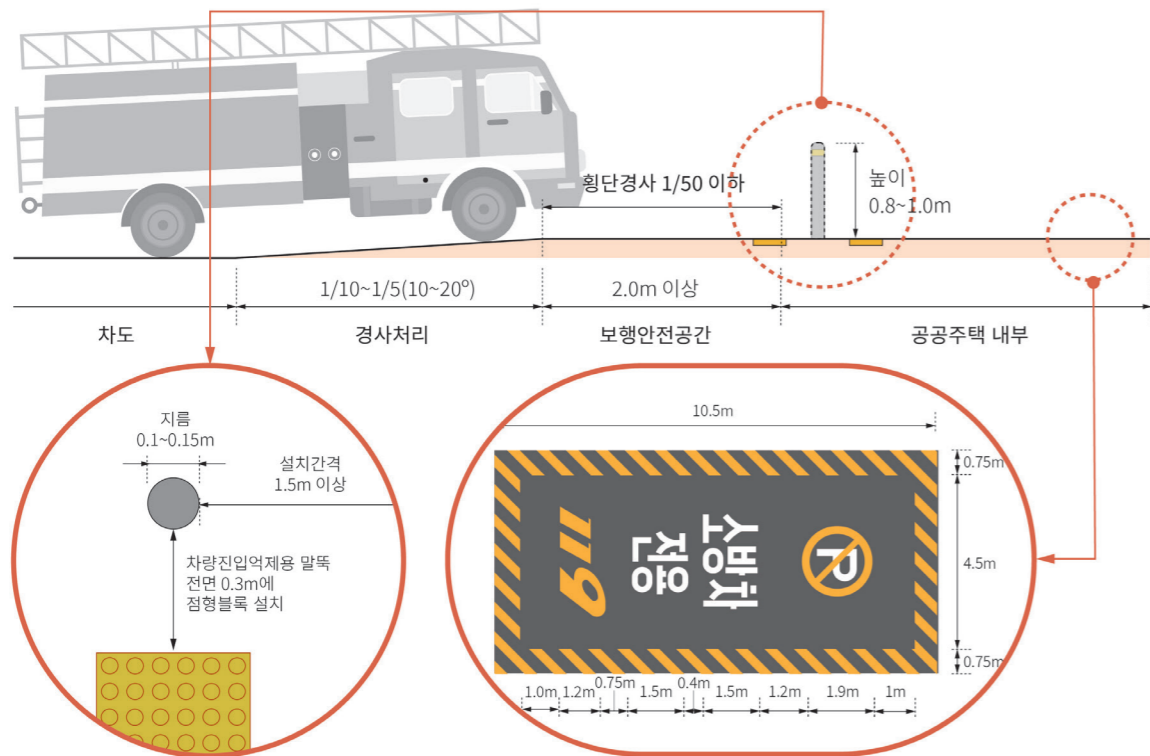 횡단경사 1/50 이하
높이
0.8~1.0m
1/10~1/5(10~20º)
2.0m 이상
차도
경사처리
보행안전공간
공공주택 내부
지름
0.1~0.15m
설치간격
1.5m 이상
차량진입억제용 말뚝
전면 0.3m에
점형블록 설치
10.5m
0.75m
4.5m
0.75m
119
전용
소방차
P
1.0m
1.2m
0.75m
1.5m
0.4m
1.5m
1.2m
1.9m
1m